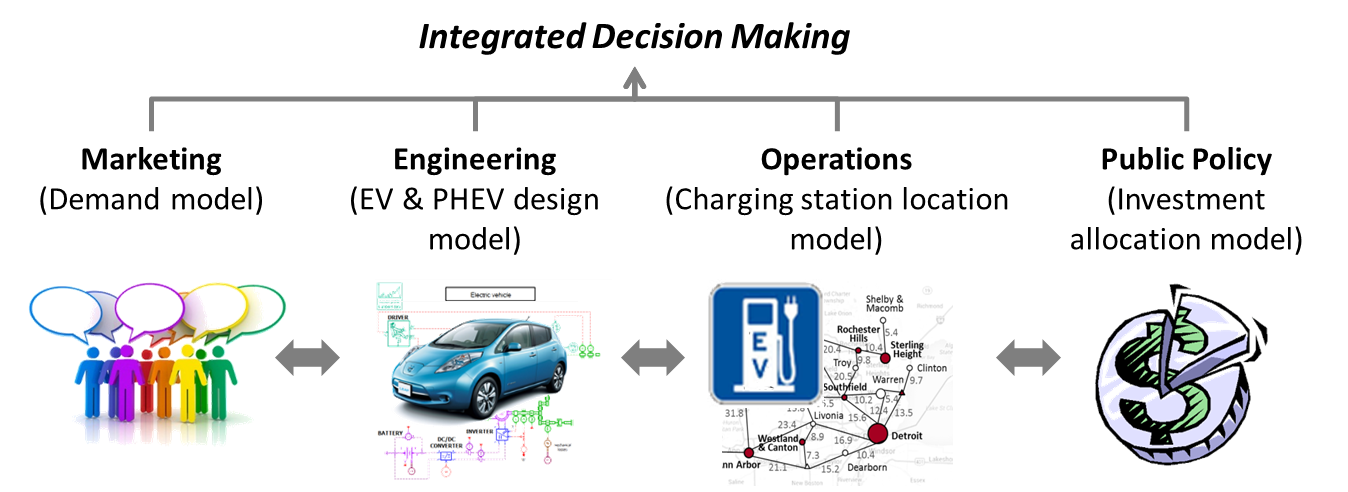 Integrated Decision Making
Marketing
(Demand model)
Engineering
(EV & PHEV design
model)
Operations
(Charging station location
model)
Public Policy
(Investment
allocation model)
Electric vehicle
DRIVER
BATTERY
DC/DC
CONVERTER
INVERTER
EV
Shelby &
Macomb
5.4
Rochester
Hills
20.4
10.4
Sterling
Height
9.8
Troy
20.5
Clinton
9.7
Warren
Southfield
10.2
5.4
12.4
13.5
31.8
Livonia
15.6
23.4
8.9
16.9
Detroit
Westland
& Canton
7.3
10.4
Windsor
nn Arbor
21.1
15.2
Dearborn
New Boston